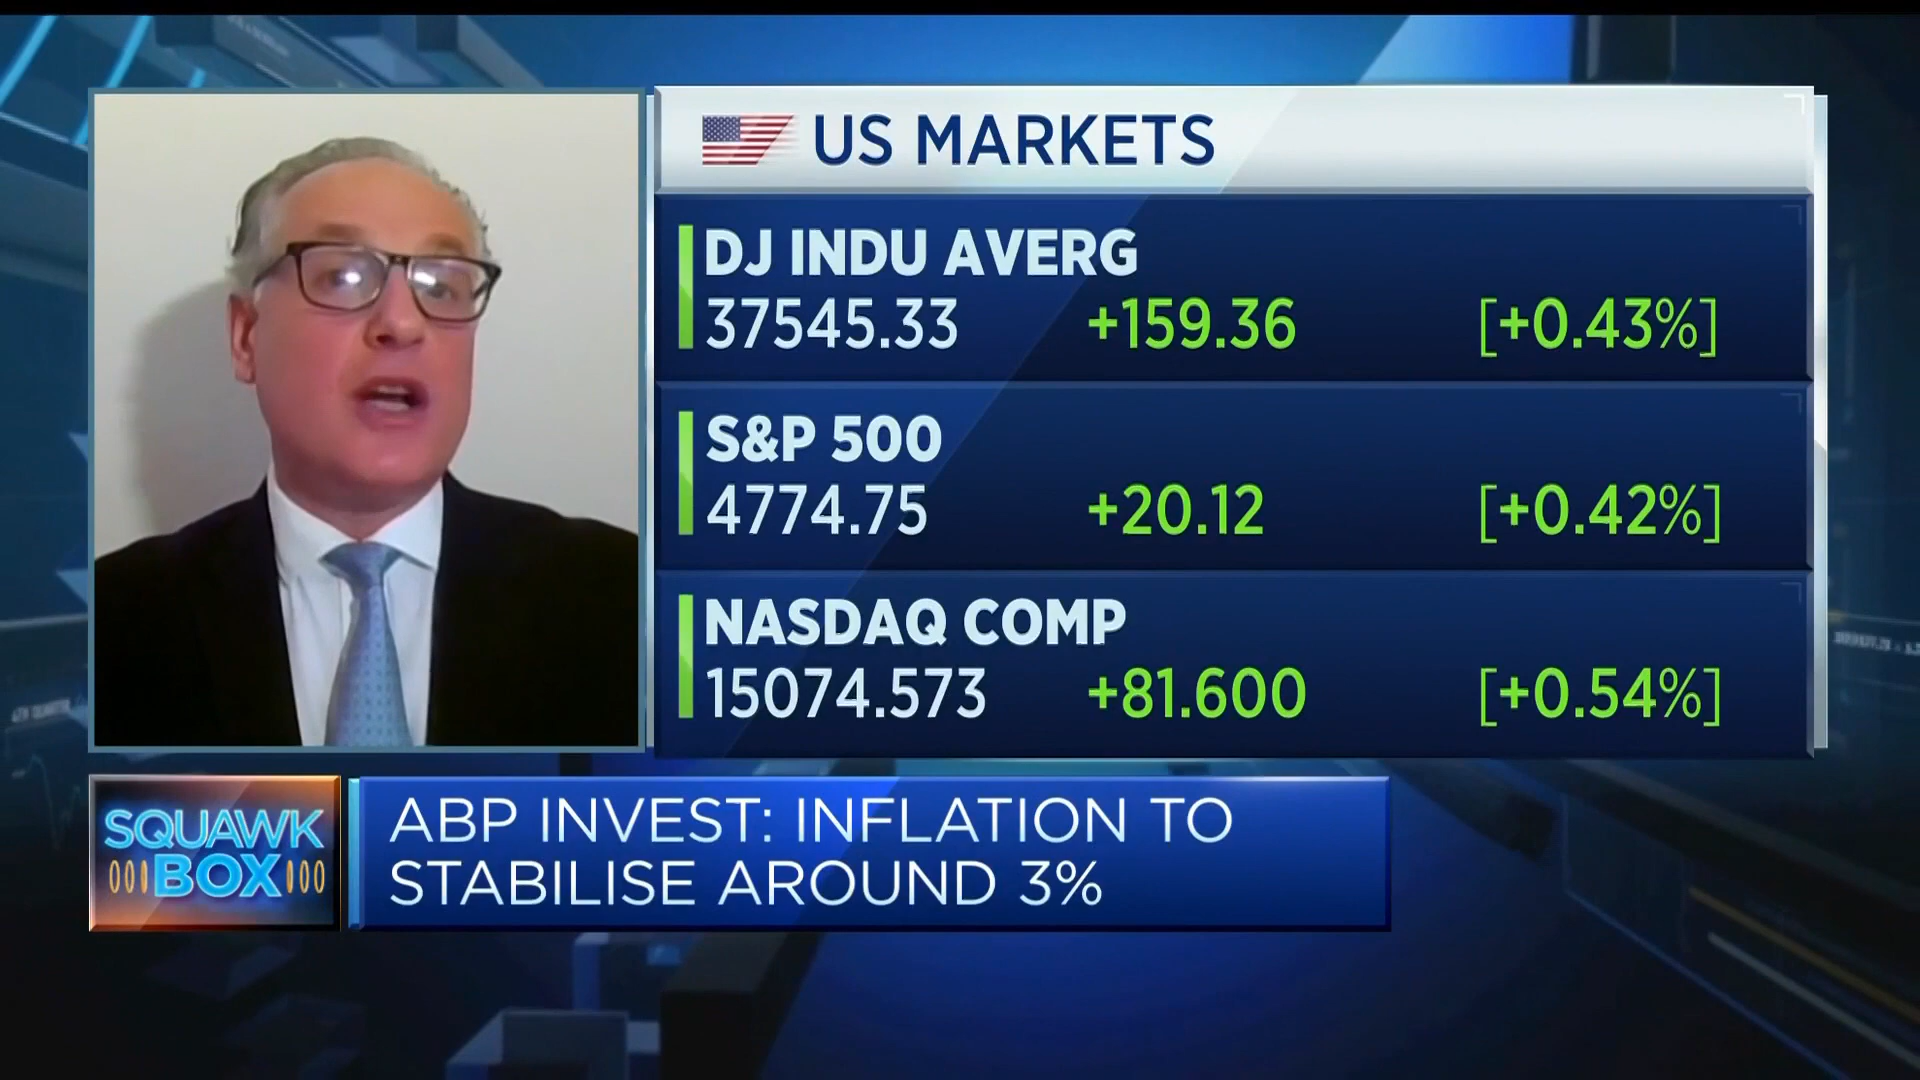 US MARKETS
DJ INDU AVERG
37545.33 +159.36 [+0.43%]
S&P 500
4774.75 +20.12 [+0.42%]
NASDAQ COMP
15074.573 +81.600 [+0.54%]
SQUAWK
BOX
ABP INVEST: INFLATION TO
STABILISE AROUND 3%